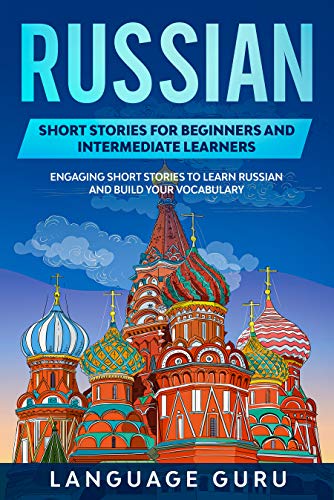 RUSSIAN
SHORT STORIES FOR BEGINNERS AND
INTERMEDIATE LEARNERS
ENGAGING SHORT STORIES TO LEARN RUSSIAN
AND BUILD YOUR VOCABULARY
LANGUAGE GURU